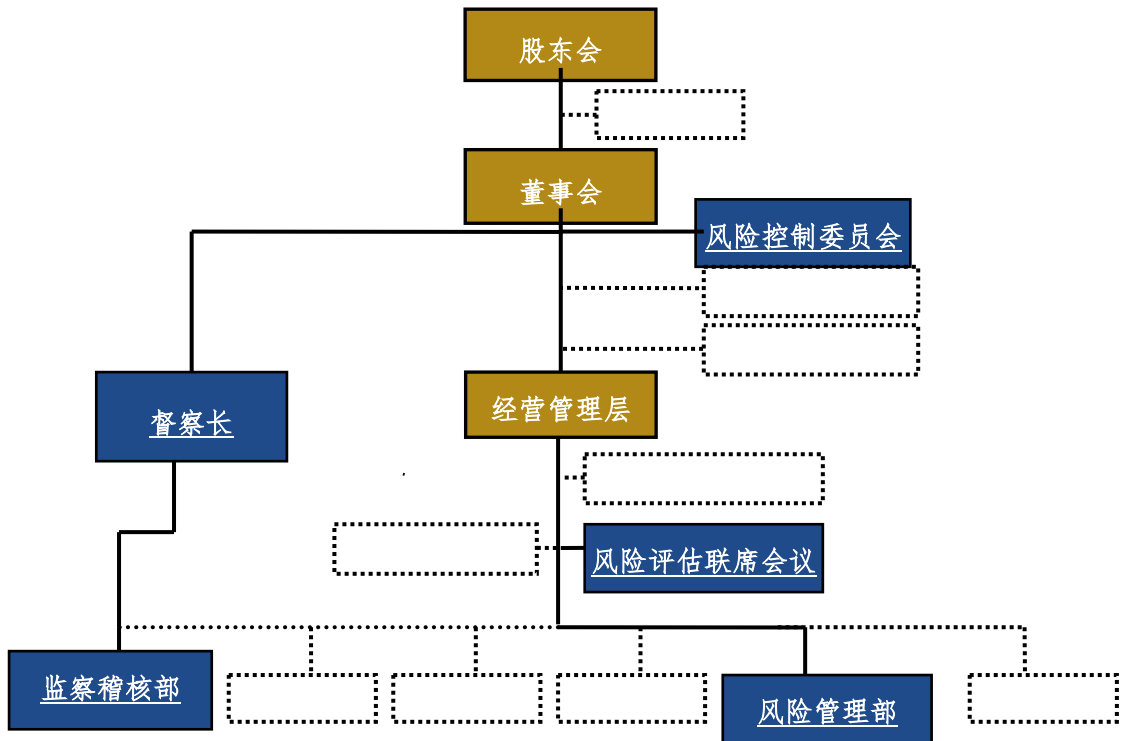 股东会
董事会
风险控制委员会
督察长
经营管理层
风险评估联席会议
监察稽核部
风险管理部